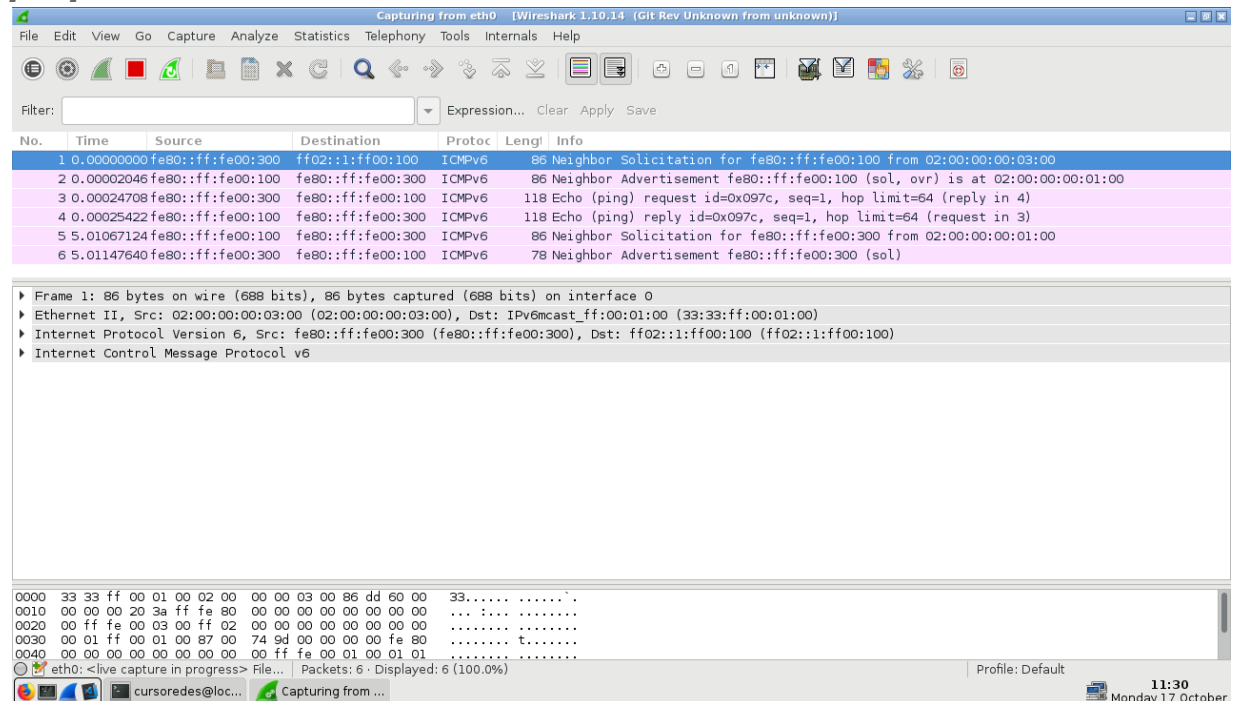 Capturing from eth0 [Wireshark 1.10.14 (Git Rev Unknown from unknown)]
File Edit View Go Capture Analyze Statistics Telephony Tools Internals Help
Filter: Expression... Clear Apply Save
No. Time Source Destination Protoc Lengt Info
1 0.00000000 fe80::ff:fe00:300 ff02::1:ff00:100 ICMPv6 86 Neighbor Solicitation for fe80::ff:fe00:100 from 02:00:00:00:03:00
2 0.00002046 fe80::ff:fe00:100 fe80::ff:fe00:300 ICMPv6 86 Neighbor Advertisement fe80::ff:fe00:100 (sol, ovr) is at 02:00:00:00:01:00
3 0.00024708 fe80::ff:fe00:300 fe80::ff:fe00:100 ICMPv6 118 Echo (ping) request id=0x097c, seq=1, hop limit=64 (reply in 4)
4 0.00025422 fe80::ff:fe00:100 fe80::ff:fe00:300 ICMPv6 118 Echo (ping) reply id=0x097c, seq=1, hop limit=64 (request in 3)
5 5.01067124 fe80::ff:fe00:100 fe80::ff:fe00:300 ICMPv6 86 Neighbor Solicitation for fe80::ff:fe00:300 from 02:00:00:00:01:00
6 5.01147640 fe80::ff:fe00:300 fe80::ff:fe00:100 ICMPv6 78 Neighbor Advertisement fe80::ff:fe00:300 (sol)
Frame 1: 86 bytes on wire (688 bits), 86 bytes captured (688 bits) on interface 0
Ethernet II, Src: 02:00:00:00:03:00 (02:00:00:00:03:00), Dst: IPv6mcast_ff:00:01:00 (33:33:ff:00:01:00)
Internet Protocol Version 6, Src: fe80::ff:fe00:300 (fe80::ff:fe00:300), Dst: ff02::1:ff00:100 (ff02::1:ff00:100)
Internet Control Message Protocol v6
0000 33 33 ff 00 01 00 02 00 00 00 03 00 86 dd 60 00 33...... ......`.
0010 00 00 00 20 3a ff fe 80 00 00 00 00 00 00 00 00 ... :... ........
0020 00 ff fe 00 03 00 ff 02 00 00 00 00 00 00 00 00 ........ ........
0030 00 01 ff 00 01 00 87 00 74 9d 00 00 00 00 fe 80 ........ t.......
0040 00 00 00 00 00 00 00 ff fe 00 01 00 01 01 ........ ........
eth0: <live capture in progress> File... Packets: 6 · Displayed: 6 (100.0%) Profile: Default
cursoredes@loc... Capturing from ... 11:30
Monday 17 October